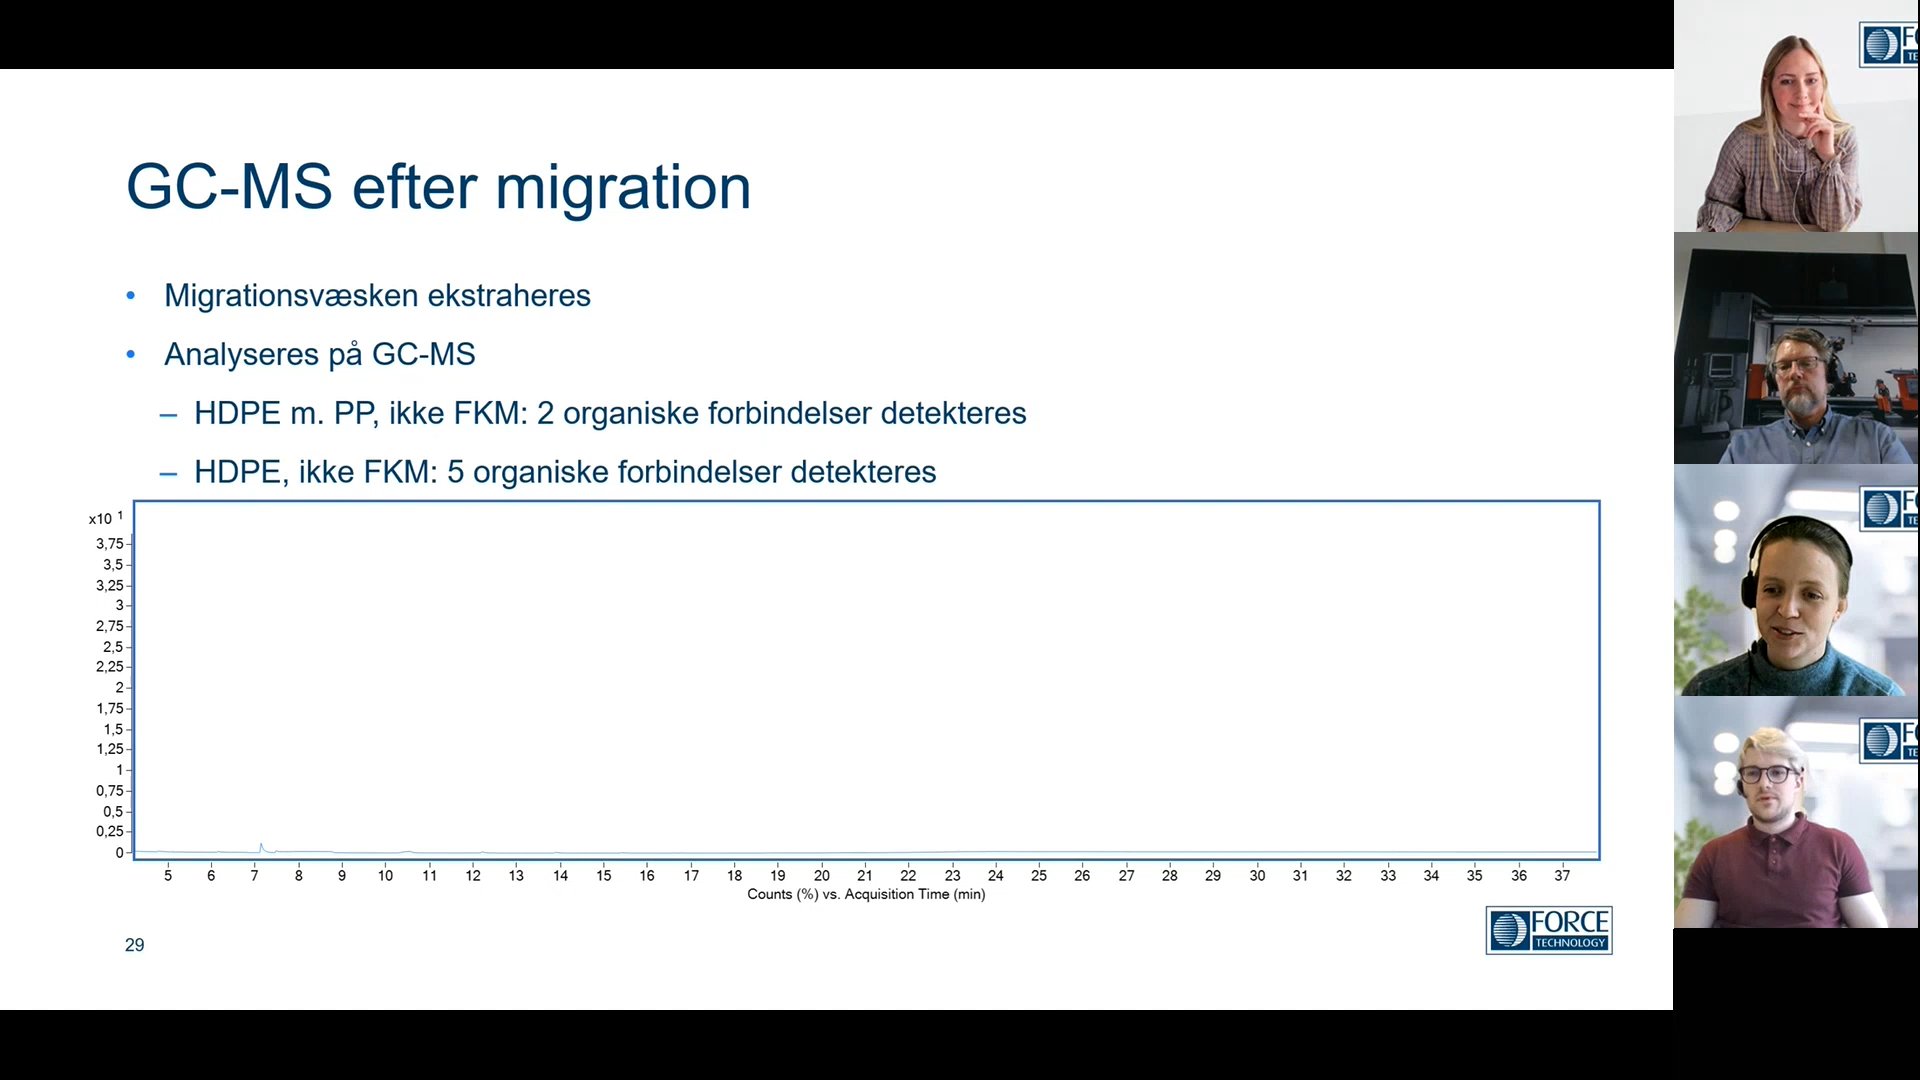 GC-MS efter migration
• Migrationsvæsken ekstraheres
• Analyseres på GC-MS
– HDPE m. PP, ikke FKM: 2 organiske forbindelser detekteres
– HDPE, ikke FKM: 5 organiske forbindelser detekteres
x10 1
3,75
3,5
3,25
3
2,75
2,5
2,25
2
1,75
1,5
1,25
1
0,75
0,5
0,25
0
5 6 7 8 9 10 11 12 13 14 15 16 17 18 19 20 21 22 23 24 25 26 27 28 29 30 31 32 33 34 35 36 37
Counts (%) vs. Acquisition Time (min)
29
FORCE
TECHNOLOGY
F
TE
F
TE
F
TE